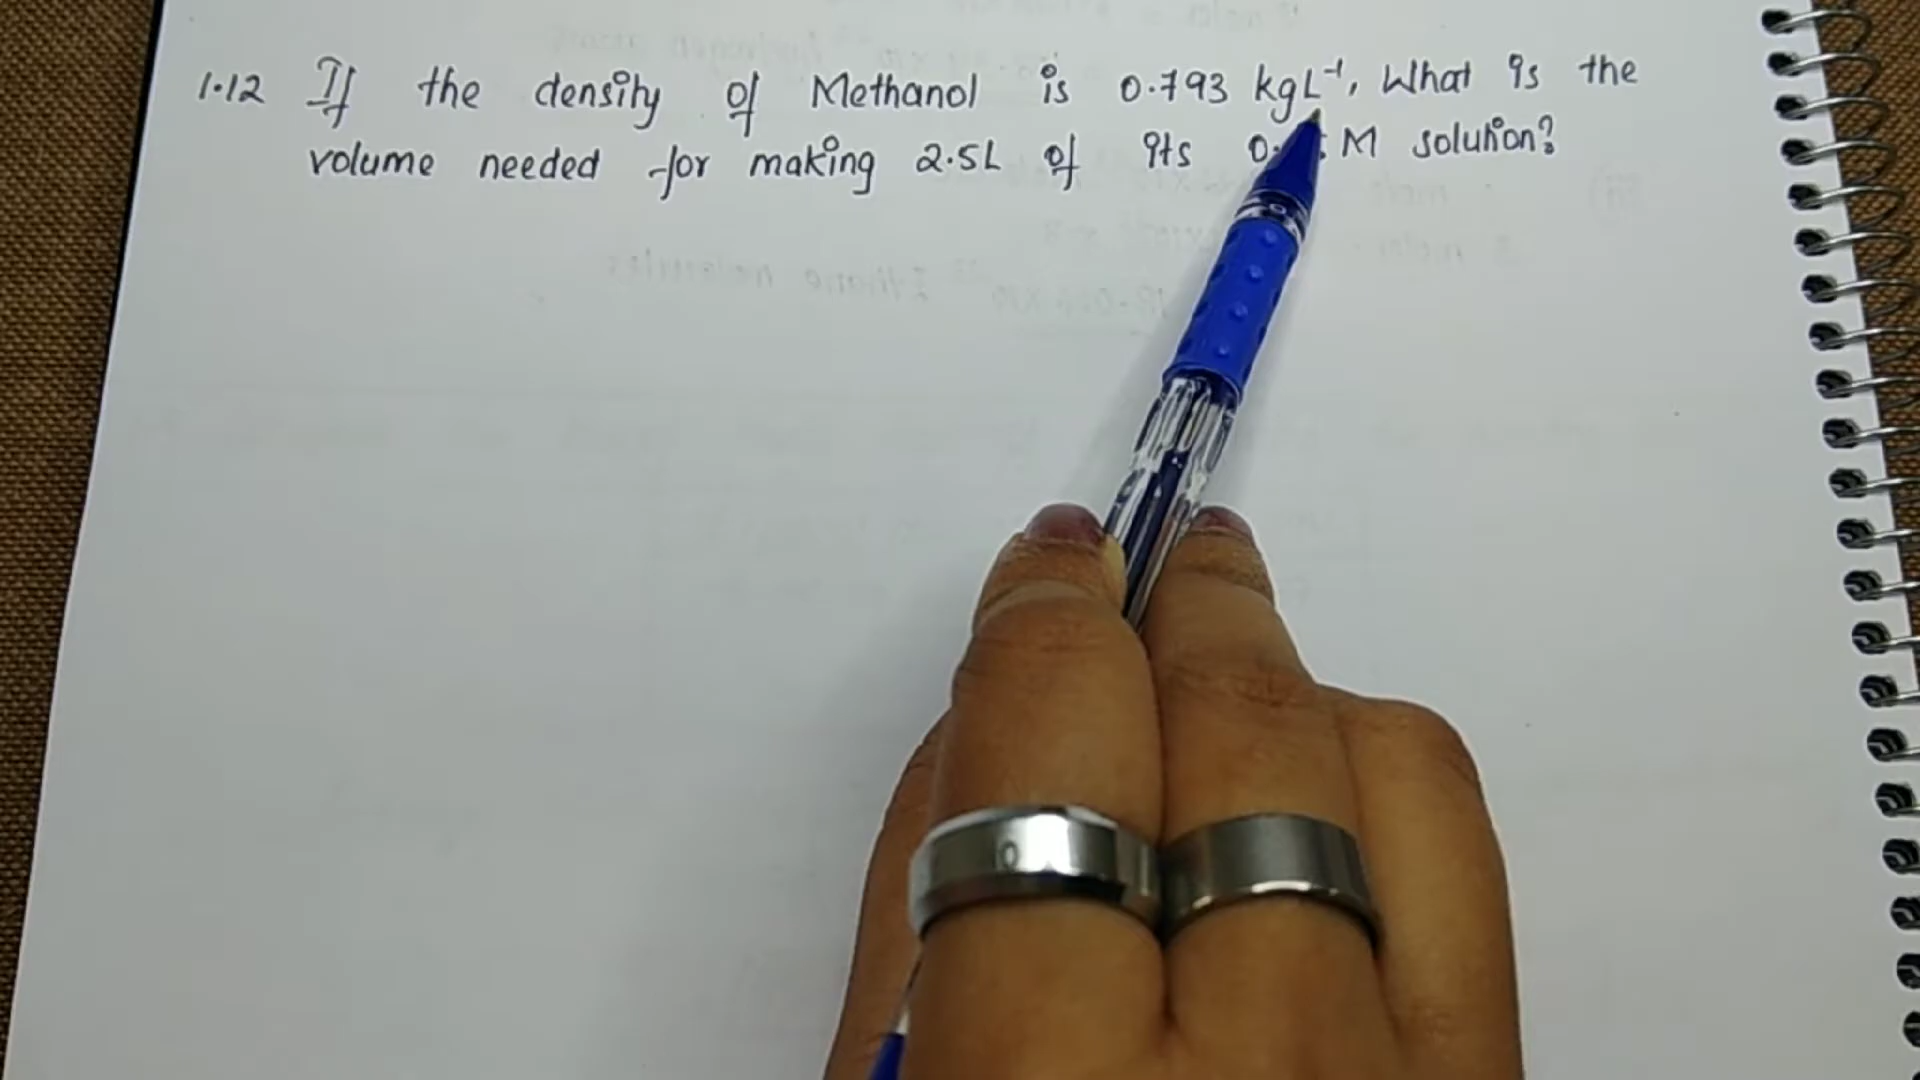 1.12 If the density of Methanol is 0.793 kgL⁻¹, What is the
volume needed for making 2.5L of its M solution?